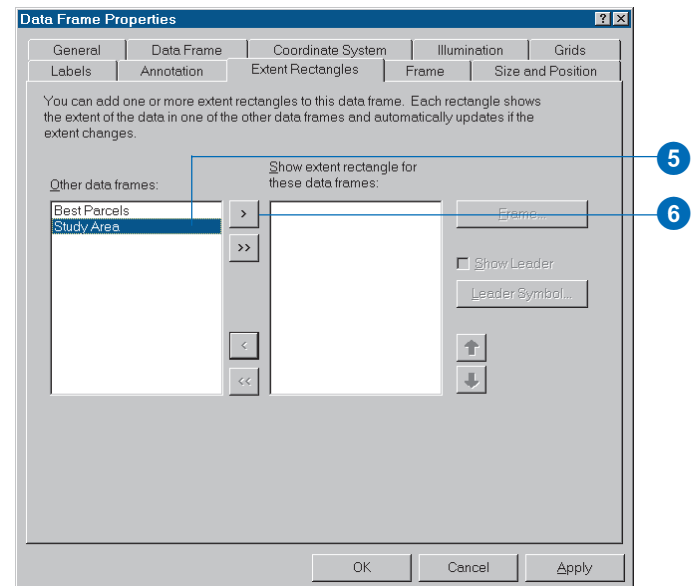 Data Frame Properties
? ×
General Data Frame Coordinate System Illumination Grids
Labels Annotation Extent Rectangles Frame Size and Position
You can add one or more extent rectangles to this data frame. Each rectangle shows
the extent of the data in one of the other data frames and automatically updates if the
extent changes.
Other data frames:
Show extent rectangle for
these data frames:
5
Best Parcels
Study Area
>
>>
<
<<
Frame...
6
Show Leader
Leader Symbol...
OK Cancel Apply